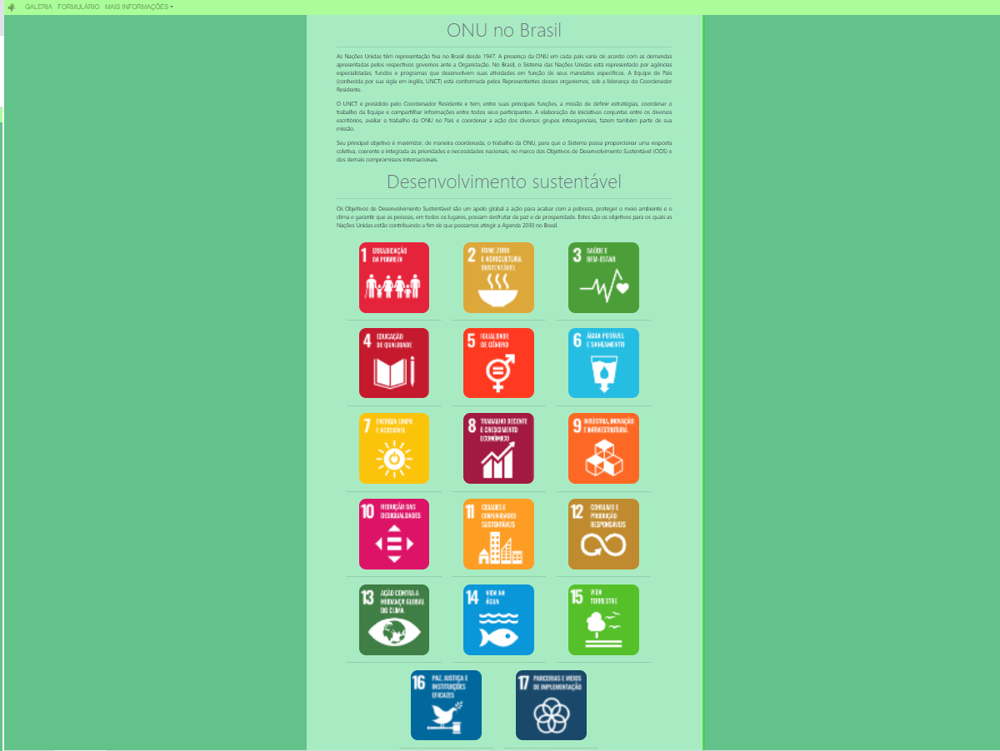 GALERIA FORMULÁRIO MAIS INFORMAÇÕES
ONU no Brasil
As Nações Unidas têm representação fixa no Brasil desde 1947. A presença da ONU em cada país varia de acordo com as demandas
apresentadas pelos respectivos governos ante a Organização. No Brasil, o Sistema das Nações Unidas está representado por agências
especializadas, fundos e programas que desenvolvem suas atividades em função de seus mandatos específicos. A Equipe de País
(conhecida por sua sigla em inglês, UNCT) está conformada pelos Representantes desses organismos, sob a liderança do Coordenador
Residente.
O UNCT é presidido pelo Coordenador Residente e tem, entre suas principais funções, a missão de definir estratégias, coordenar o
trabalho da Equipe e compartilhar informações entre todos seus participantes. A elaboração de iniciativas conjuntas entre os diversos
escritórios, avaliar o trabalho da ONU no País e coordenar a ação dos diversos grupos interagenciais, fazem também parte de sua
missão.
Seu principal objetivo é maximizar, de maneira coordenada, o trabalho da ONU, para que o Sistema possa proporcionar uma resposta
coletiva, coerente e integrada as prioridades e necessidades nacionais, no marco dos Objetivos de Desenvolvimento Sustentável (ODS) e
dos demais compromissos internacionais.
Desenvolvimento sustentável
Os Objetivos de Desenvolvimento Sustentável são um apelo global à ação para acabar com a pobreza, proteger o meio ambiente e o
clima e garantir que as pessoas, em todos os lugares, possam desfrutar de paz e de prosperidade. Estes são os objetivos para os quais as
Nações Unidas estão contribuindo a fim de que possamos atingir a Agenda 2030 no Brasil.
1 ERRADICAÇÃO
DA POBREZA
2 FOME ZERO
E AGRICULTURA
SUSTENTÁVEL
3 SAÚDE E
BEM-ESTAR
4 EDUCAÇÃO
DE QUALIDADE
5 IGUALDADE
DE GÊNERO
6 ÁGUA POTÁVEL
E SANEAMENTO
7 ENERGIA LIMPA
E ACESSÍVEL
8 TRABALHO DECENTE
E CRESCIMENTO
ECONÔMICO
9 INDÚSTRIA, INOVAÇÃO
E INFRAESTRUTURA
10 REDUÇÃO DAS
DESIGUALDADES
11 CIDADES E
COMUNIDADES
SUSTENTÁVEIS
12 CONSUMO E
PRODUÇÃO
RESPONSÁVEIS
13 AÇÃO CONTRA A
MUDANÇA GLOBAL
DO CLIMA
14 VIDA NA
ÁGUA
15 VIDA
TERRESTRE
16 PAZ, JUSTIÇA E
INSTITUIÇÕES
EFICAZES
17 PARCERIAS E MEIOS
DE IMPLEMENTAÇÃO